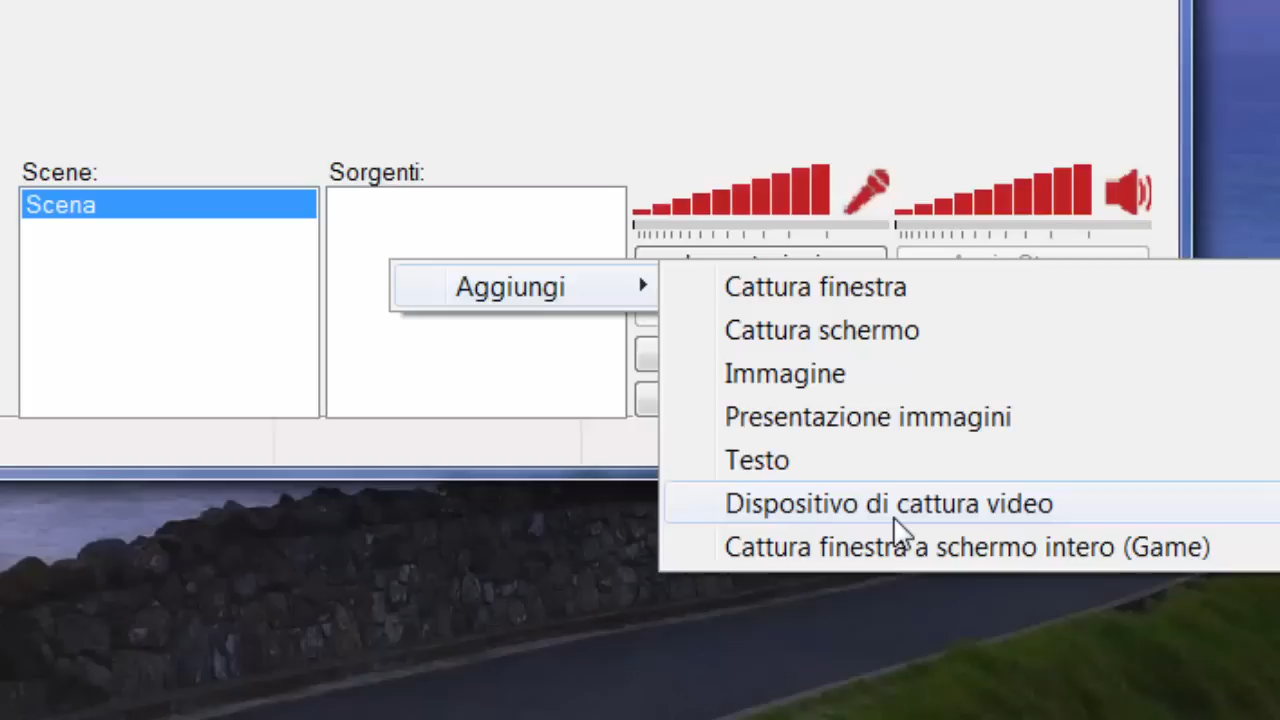 Scene:
Sorgenti:
Scena
Aggiungi
Cattura finestra
Cattura schermo
Immagine
Presentazione immagini
Testo
Dispositivo di cattura video
Cattura finestra a schermo intero (Game)